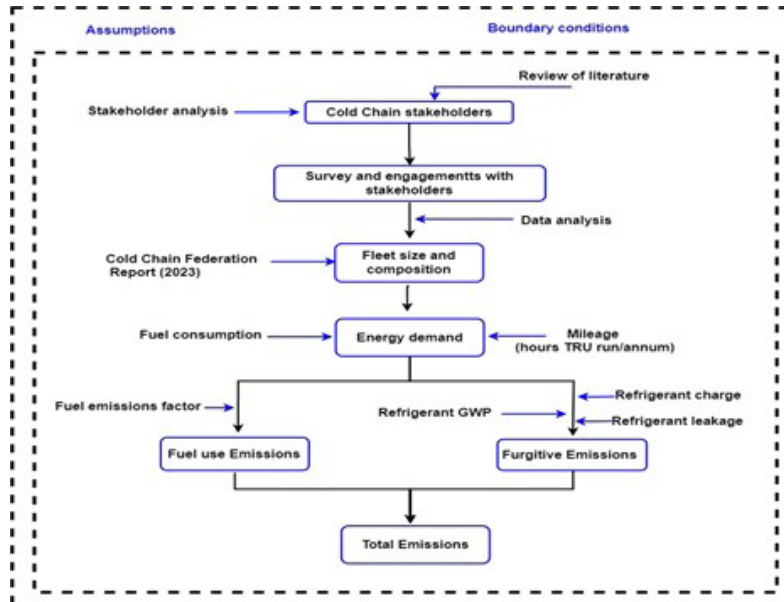 Assumptions
Boundary conditions
Review of literature
Stakeholder analysis
Cold Chain stakeholders
Survey and engagementts with
stakeholders
Data analysis
Cold Chain Federation
Report (2023)
Fleet size and
composition
Fuel consumption
Energy demand
Mileage
(hours TRU run/annum)
Fuel emissions factor
Refrigerant charge
Refrigerant GWP
Refrigerant leakage
Fuel use Emissions
Furgitive Emissions
Total Emissions